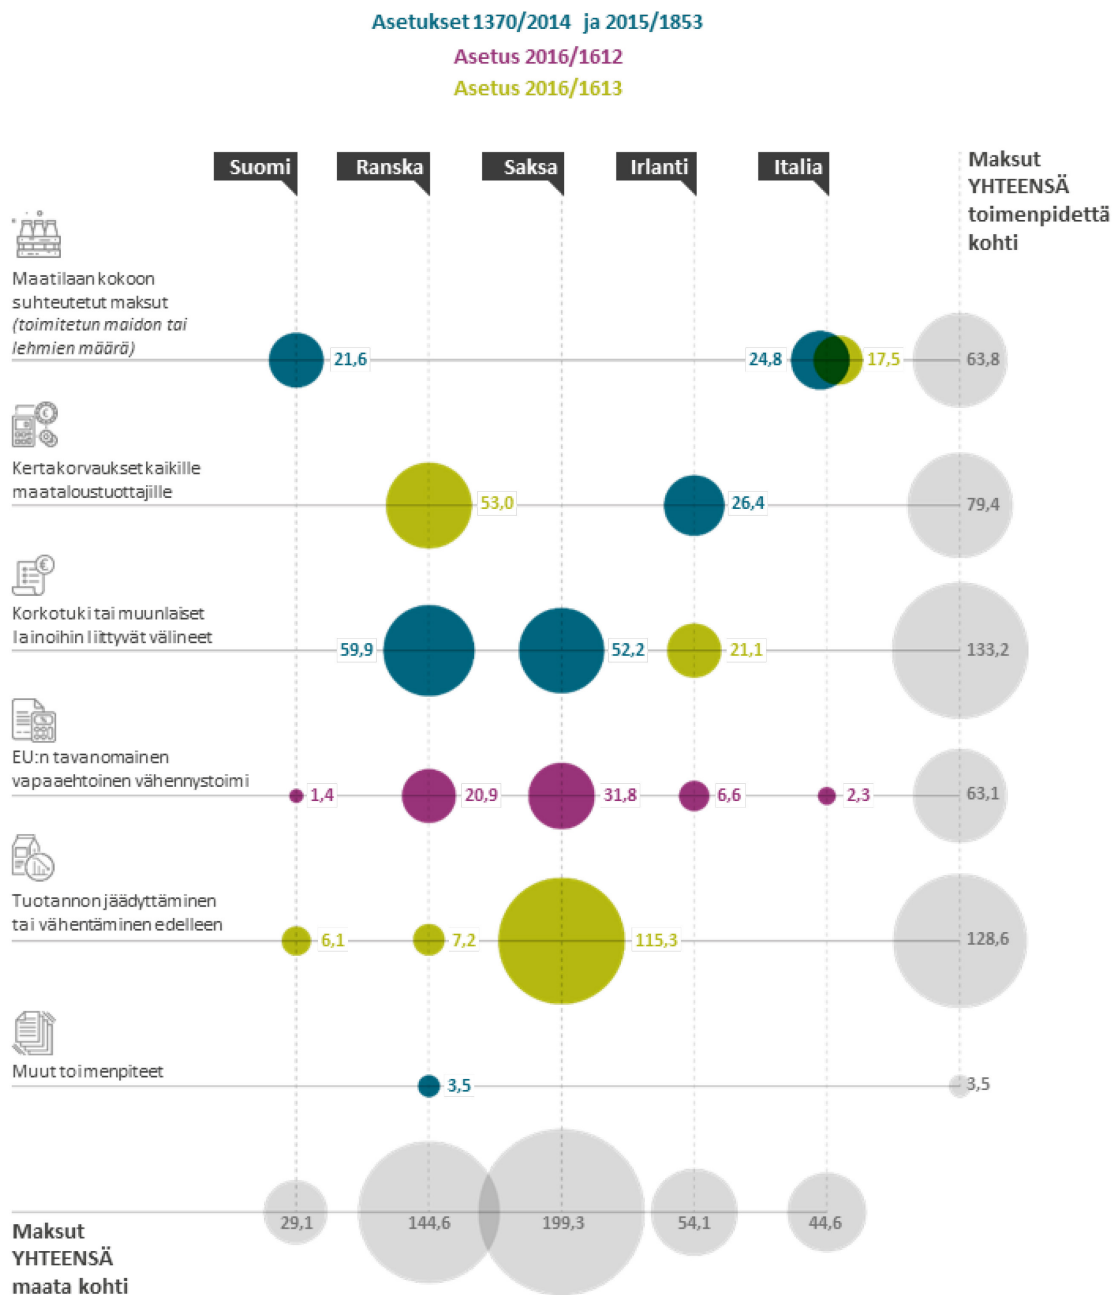 Asetukset 1370/2014 ja 2015/1853
Asetus 2016/1612
Asetus 2016/1613
Suomi
Ranska
Saksa
Irlanti
Italia
Maksut
YHTEENSÄ
toimenpidettä
kohti
Maatilaan kokoon
suhteutetut maksut
(toimitetun maidon tai
lehmien määrä)
21,6
24,8
17,5
63,8
Kertakorvaukset kaikille
maataloustuottajille
53,0
26,4
79,4
Korkotuki tai muunlaiset
lainoihin liittyvät välineet
59,9
52,2
21,1
133,2
EU:n tavanomainen
vapaaehtoinen vähennystoimi
1,4
20,9
31,8
6,6
2,3
63,1
Tuotannon jäädyttäminen
tai vähentäminen edelleen
6,1
7,2
115,3
128,6
Muut toimenpiteet
3,5
3,5
Maksut
YHTEENSÄ
maata kohti
29,1
144,6
199,3
54,1
44,6